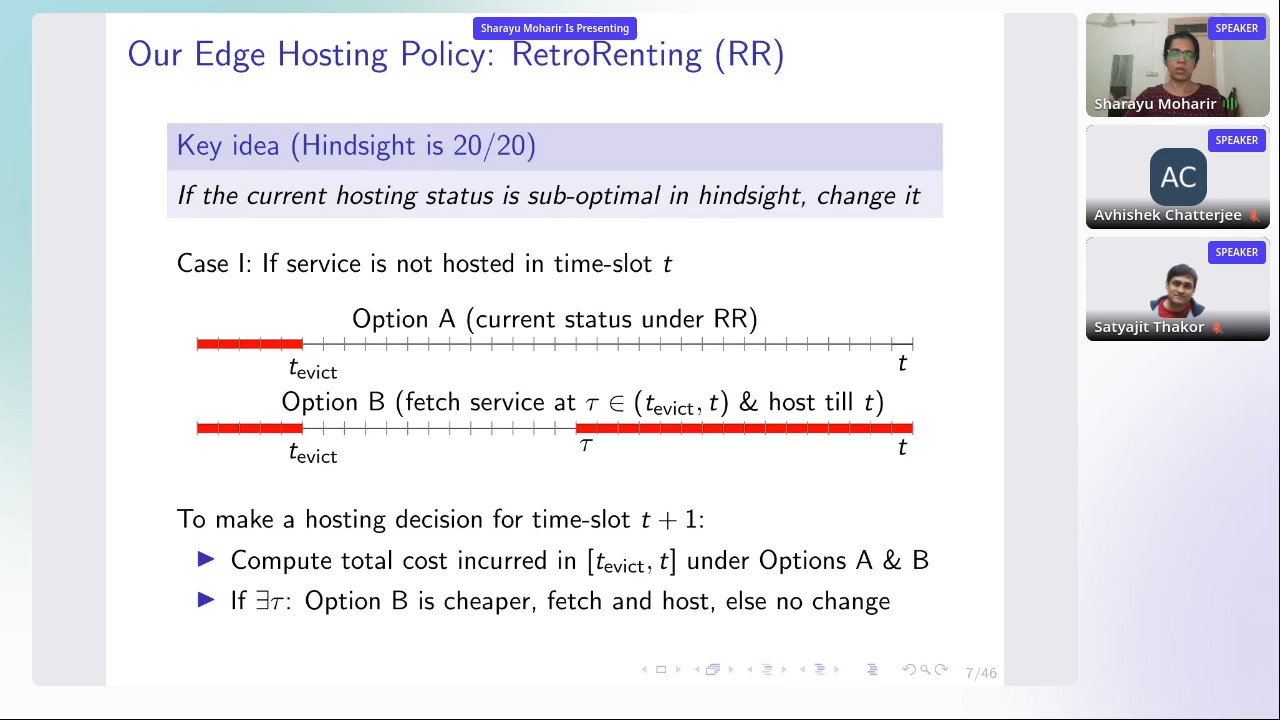 Sharayu Moharir Is Presenting
Our Edge Hosting Policy: RetroRenting (RR)
Key idea (Hindsight is 20/20)
If the current hosting status is sub-optimal in hindsight, change it
Case I: If service is not hosted in time-slot t
Option A (current status under RR)
t_evict t
Option B (fetch service at τ ∈ (t_evict, t) & host till t)
t_evict τ t
To make a hosting decision for time-slot t + 1:
▶ Compute total cost incurred in [t_evict, t] under Options A & B
▶ If ∃τ: Option B is cheaper, fetch and host, else no change
7/46
SPEAKER
Sharayu Moharir
SPEAKER
AC
Avhishek Chatterjee
SPEAKER
Satyajit Thakor